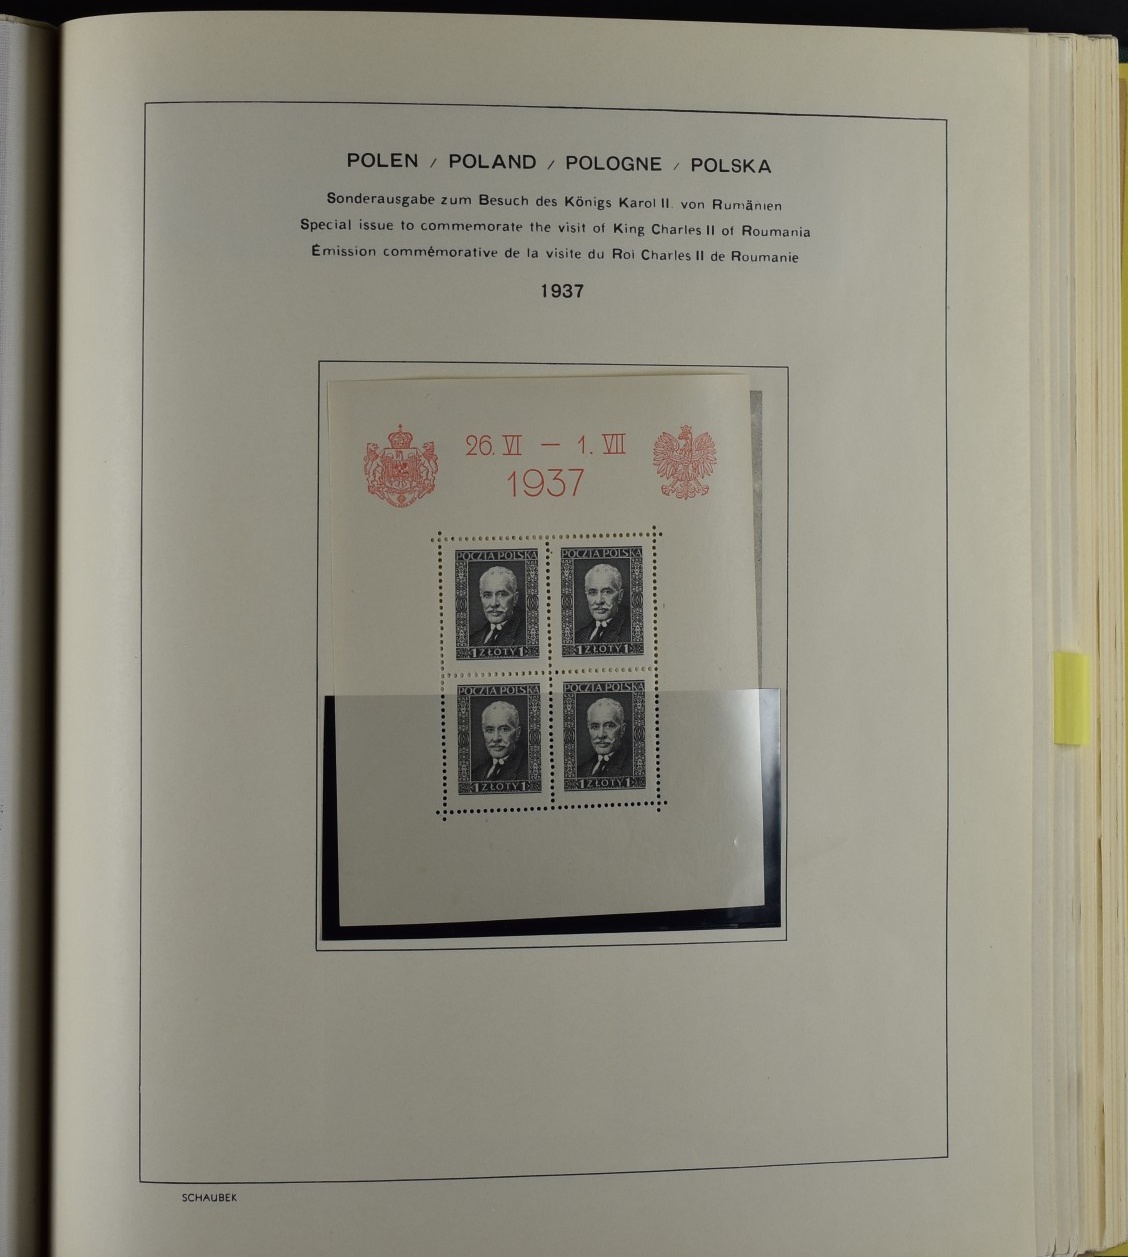 POLEN / POLAND / POLOGNE / POLSKA
Sonderausgabe zum Besuch des Königs Karol II. von Rumänien
Special issue to commemorate the visit of King Charles II of Roumania
Émission commémorative de la visite du Roi Charles II de Roumanie
1937
26. VI — 1. VII
1937
POCZTA POLSKA POCZTA POLSKA
1 ZŁOTY 1 1 ZŁOTY 1
POCZTA POLSKA POCZTA POLSKA
1 ZŁOTY 1 1 ZŁOTY 1
SCHAUBEK